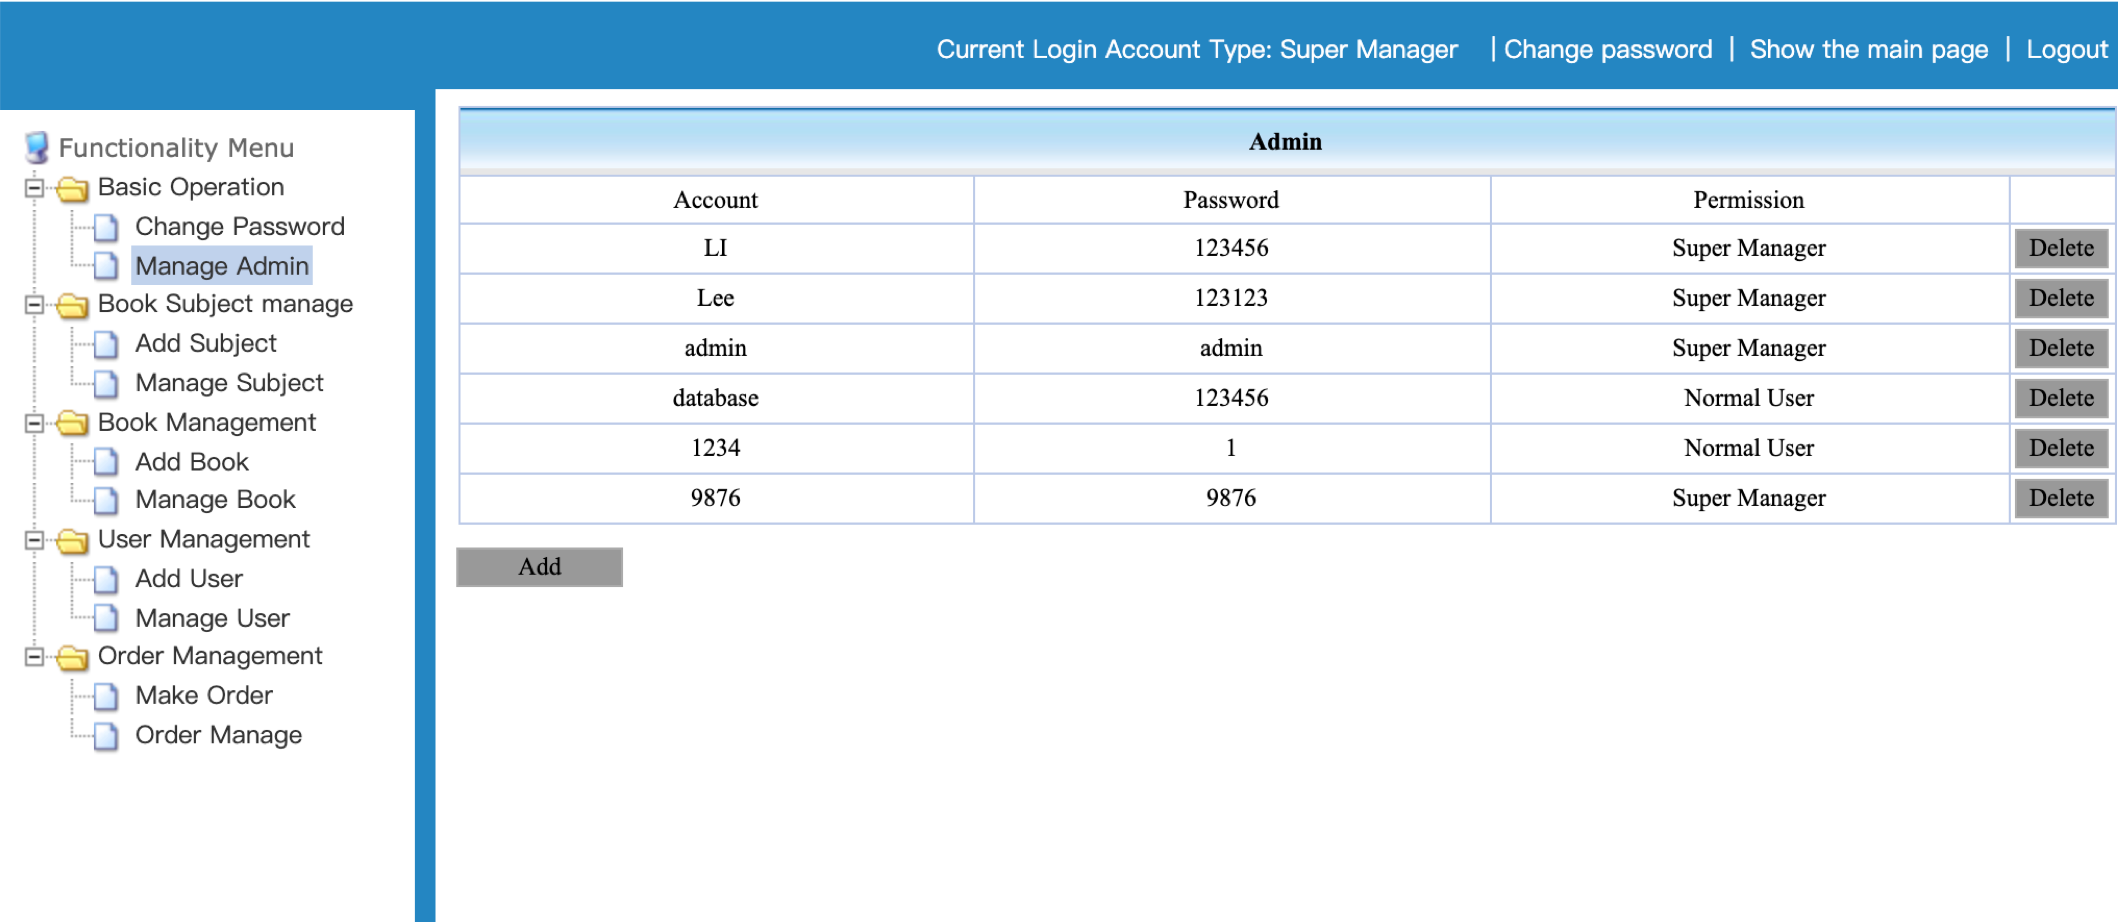 Current Login Account Type: Super Manager | Change password | Show the main page | Logout
Functionality Menu
Basic Operation
Change Password
Manage Admin
Book Subject manage
Add Subject
Manage Subject
Book Management
Add Book
Manage Book
User Management
Add User
Manage User
Order Management
Make Order
Order Manage
Admin
Account Password Permission
LI 123456 Super Manager Delete
Lee 123123 Super Manager Delete
admin admin Super Manager Delete
database 123456 Normal User Delete
1234 1 Normal User Delete
9876 9876 Super Manager Delete
Add